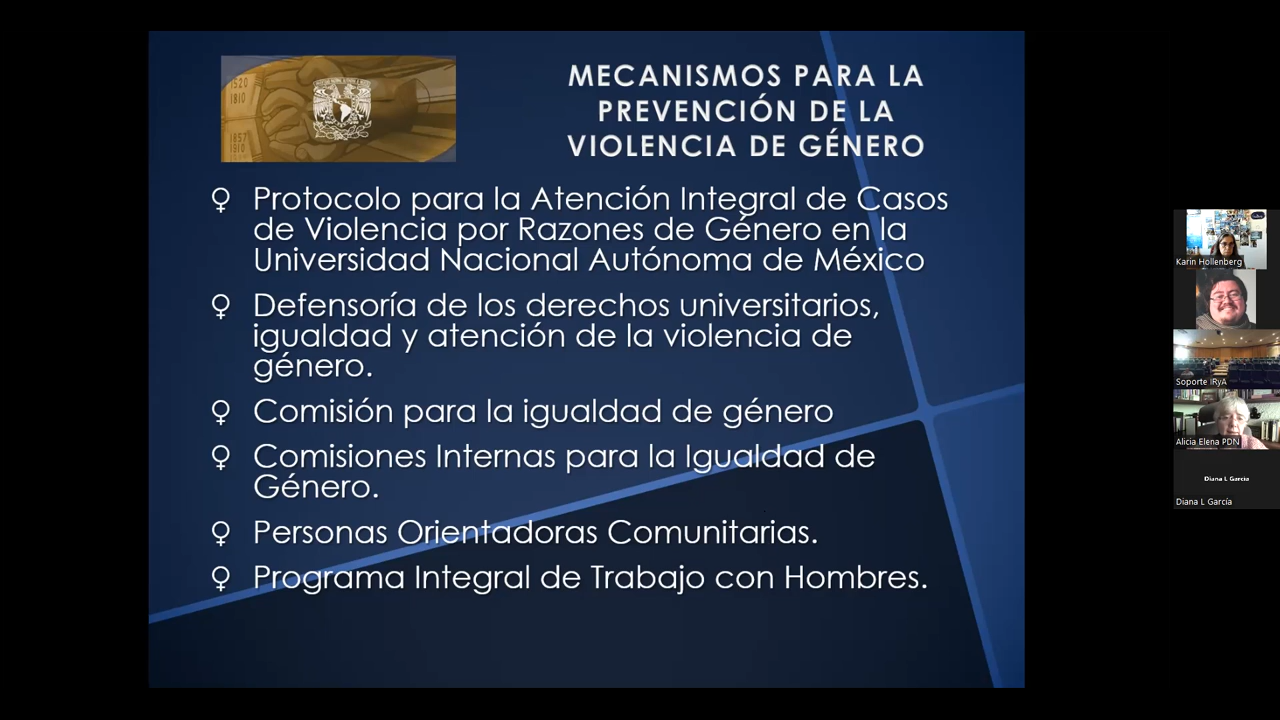 1520
1810
1857
1910
MECANISMOS PARA LA
PREVENCIÓN DE LA
VIOLENCIA DE GÉNERO
♀ Protocolo para la Atención Integral de Casos
de Violencia por Razones de Género en la
Universidad Nacional Autónoma de México
♀ Defensoría de los derechos universitarios,
igualdad y atención de la violencia de
género.
♀ Comisión para la igualdad de género
♀ Comisiones Internas para la Igualdad de
Género.
♀ Personas Orientadoras Comunitarias.
♀ Programa Integral de Trabajo con Hombres.
Karin Hollenberg
Soporte IRyA
Alicia Elena PDN
Diana L García
Diana L García